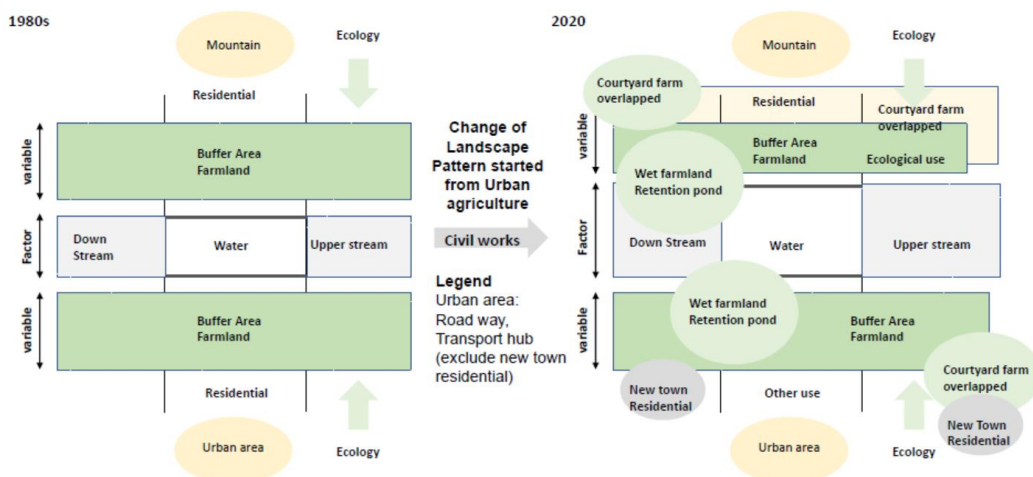 1980s
Mountain
Ecology
Residential
variable
Buffer Area
Farmland
Factor
Down
Stream
Water
Upper stream
variable
Buffer Area
Farmland
Residential
Urban area
Ecology
Change of
Landscape
Pattern started
from Urban
agriculture
Civil works
Legend
Urban area:
Road way,
Transport hub
(exclude new town
residential)
2020
Mountain
Ecology
Courtyard farm
overlapped
Residential
Courtyard farm
overlapped
variable
Buffer Area
Farmland
Ecological use
Wet farmland
Retention pond
Factor
Down Stream
Water
Upper stream
Wet farmland
Retention pond
variable
Buffer Area
Farmland
Courtyard farm
overlapped
New town
Residential
Other use
New Town
Residential
Urban area
Ecology